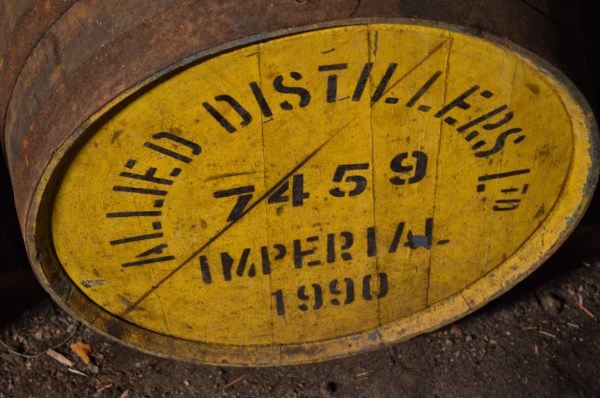 ALLIED DISTILLERS LTD
7459
IMPERIAL
1990